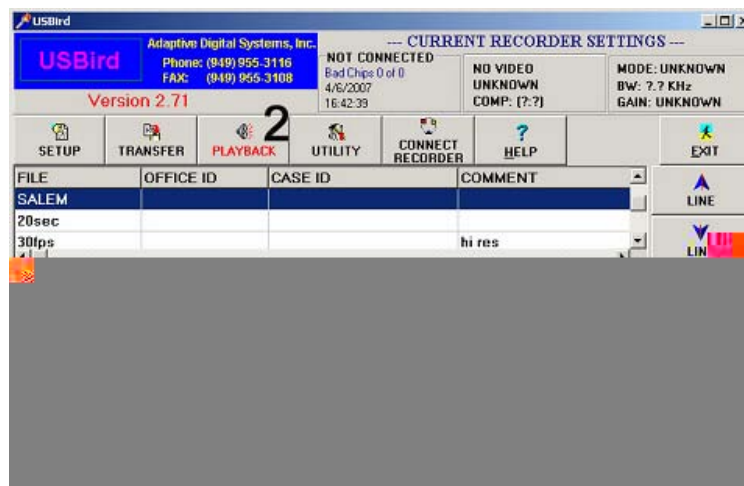 USBird
USBird
Adaptive Digital Systems, Inc.
Phone: (949) 955-3116
FAX: (949) 955-3108
Version 2.71
--- CURRENT RECORDER SETTINGS ---
NOT CONNECTED
Bad Chips 0 of 0
4/6/2007
16:42:39
NO VIDEO
UNKNOWN
COMP: [?:?]
MODE: UNKNOWN
BW: ?.? KHz
GAIN: UNKNOWN
2
SETUP TRANSFER PLAYBACK UTILITY CONNECT RECORDER HELP EXIT
FILE OFFICE ID CASE ID COMMENT
SALEM
LINE
20sec
30fps hi res
LIN